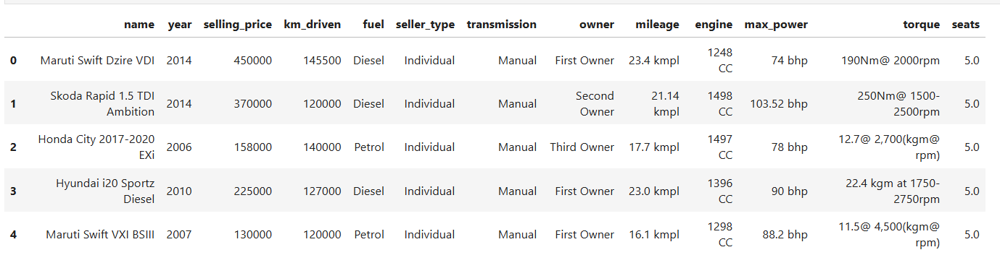 name year selling_price km_driven fuel seller_type transmission owner mileage engine max_power torque seats
0 Maruti Swift Dzire VDI 2014 450000 145500 Diesel Individual Manual First Owner 23.4 kmpl 1248 CC 74 bhp 190Nm@ 2000rpm 5.0
1 Skoda Rapid 1.5 TDI Ambition 2014 370000 120000 Diesel Individual Manual Second Owner 21.14 kmpl 1498 CC 103.52 bhp 250Nm@ 1500-2500rpm 5.0
2 Honda City 2017-2020 EXi 2006 158000 140000 Petrol Individual Manual Third Owner 17.7 kmpl 1497 CC 78 bhp 12.7@ 2,700(kgm@ rpm) 5.0
3 Hyundai i20 Sportz Diesel 2010 225000 127000 Diesel Individual Manual First Owner 23.0 kmpl 1396 CC 90 bhp 22.4 kgm at 1750-2750rpm 5.0
4 Maruti Swift VXI BSIII 2007 130000 120000 Petrol Individual Manual First Owner 16.1 kmpl 1298 CC 88.2 bhp 11.5@ 4,500(kgm@ rpm) 5.0